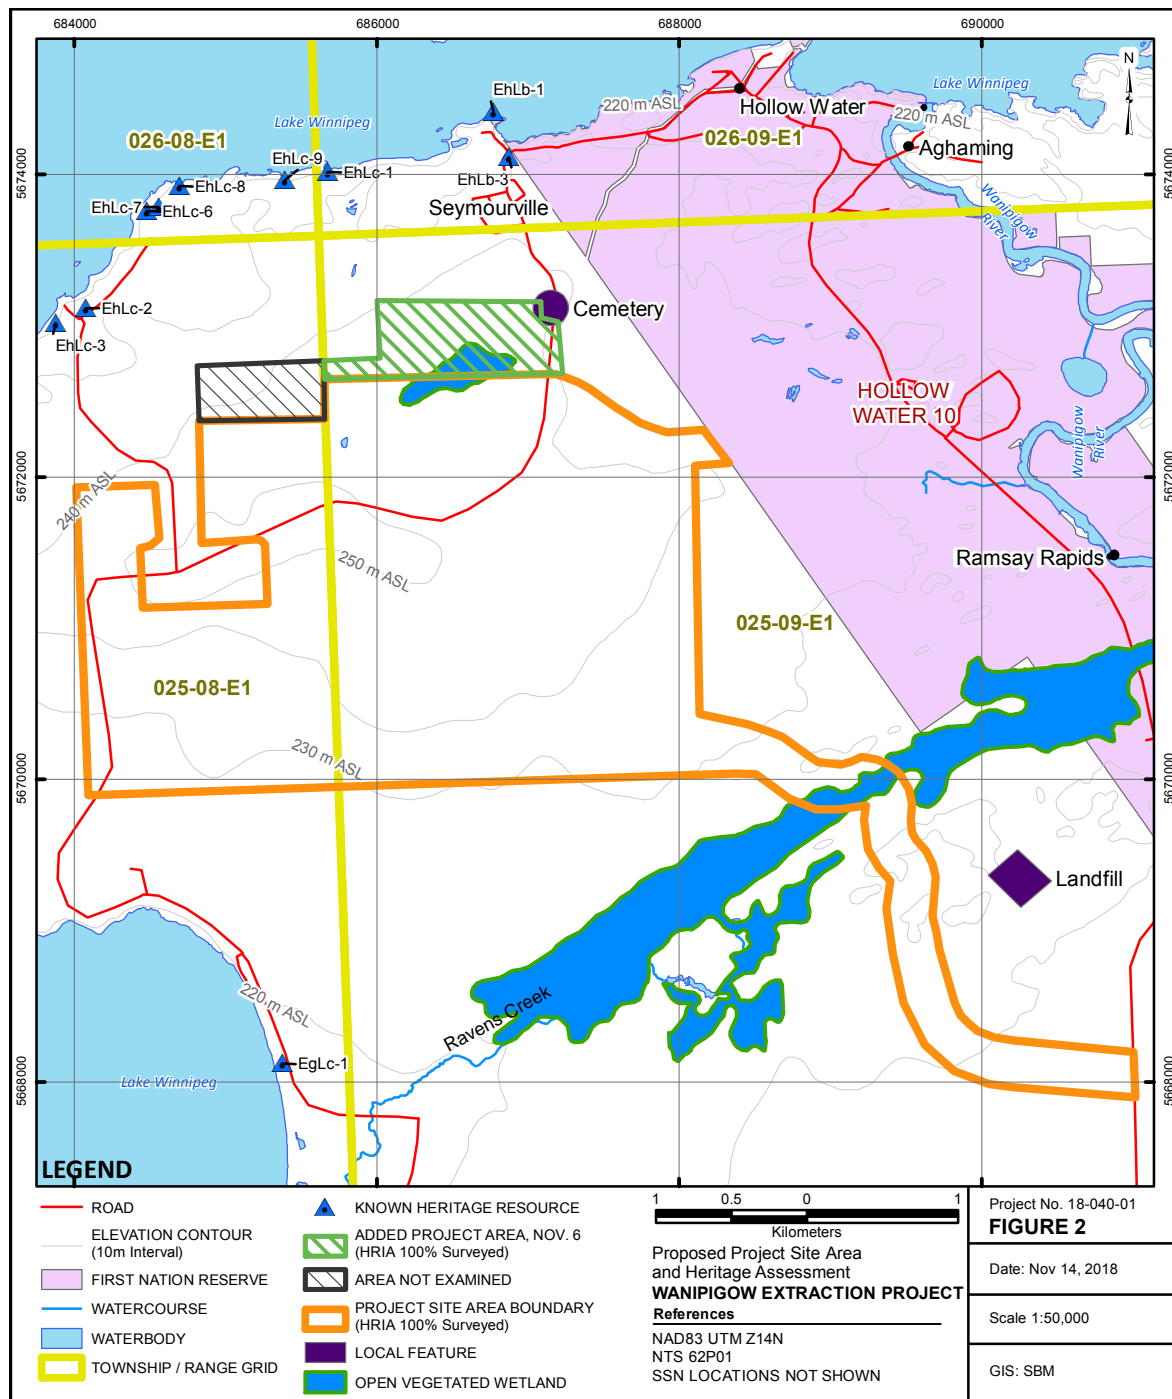 684000
686000
688000
690000
N
EhLb-1
Lake Winnipeg
220 m ASL
Hollow Water
Lake Winnipeg
220 m ASL
026-08-E1
026-09-E1
Aghaming
EhLc-9
EhLc-1
EhLb-3
5674000
5674000
EhLc-8
EhLc-7
EhLc-6
Seymourville
Wanipigow
River
EhLc-2
EhLc-3
Cemetery
HOLLOW
WATER 10
Wanipigow
River
5672000
5672000
240 m ASL
250 m ASL
Ramsay Rapids
025-09-E1
025-08-E1
230 m ASL
5670000
5670000
Landfill
220 m ASL
Ravens Creek
EgLc-1
Lake Winnipeg
5668000
5668000
LEGEND
ROAD
ELEVATION CONTOUR
(10m Interval)
FIRST NATION RESERVE
WATERCOURSE
WATERBODY
TOWNSHIP / RANGE GRID
KNOWN HERITAGE RESOURCE
ADDED PROJECT AREA, NOV. 6
(HRIA 100% Surveyed)
AREA NOT EXAMINED
PROJECT SITE AREA BOUNDARY
(HRIA 100% Surveyed)
LOCAL FEATURE
OPEN VEGETATED WETLAND
1 0.5 0 1
Kilometers
Proposed Project Site Area
and Heritage Assessment
WANIPIGOW EXTRACTION PROJECT
References
NAD83 UTM Z14N
NTS 62P01
SSN LOCATIONS NOT SHOWN
Project No. 18-040-01
FIGURE 2
Date: Nov 14, 2018
Scale 1:50,000
GIS: SBM